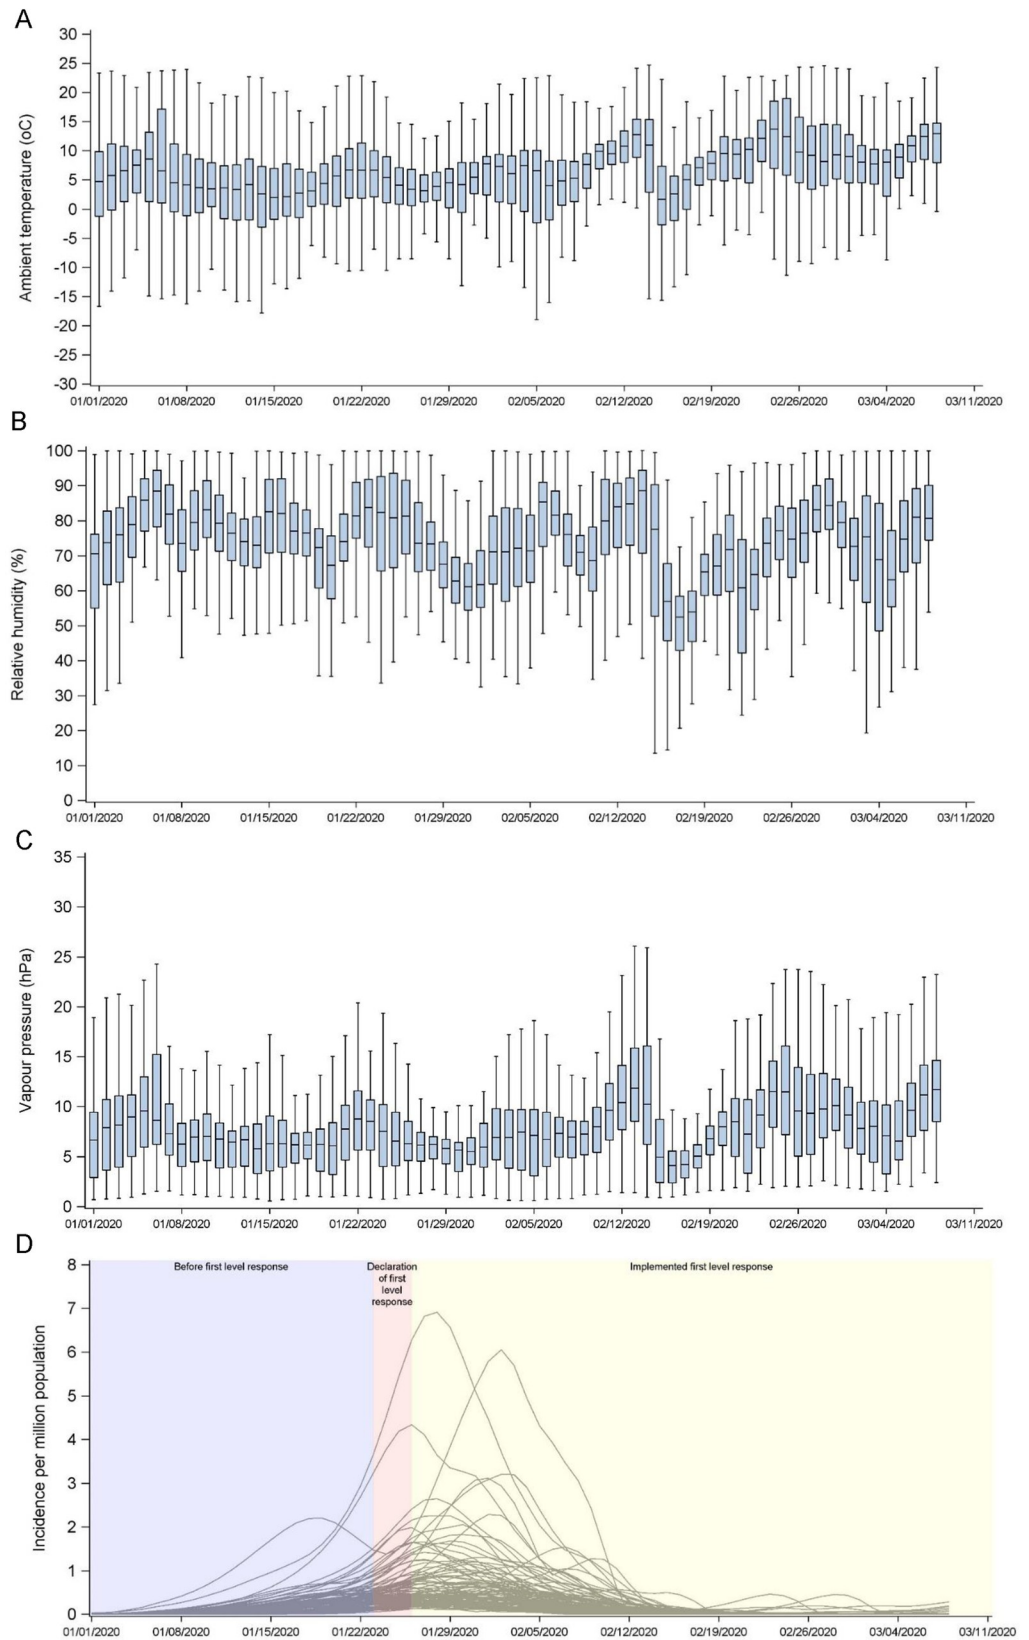 A
30
25
20
15
10
5
0
-5
-10
-15
-20
-25
-30
Ambient temperature (oC)
01/01/2020 01/08/2020 01/15/2020 01/22/2020 01/29/2020 02/05/2020 02/12/2020 02/19/2020 02/26/2020 03/04/2020 03/11/2020
B
100
90
80
70
60
50
40
30
20
10
0
Relative humidity (%)
01/01/2020 01/08/2020 01/15/2020 01/22/2020 01/29/2020 02/05/2020 02/12/2020 02/19/2020 02/26/2020 03/04/2020 03/11/2020
C
35
30
25
20
15
10
5
0
Vapour pressure (hPa)
01/01/2020 01/08/2020 01/15/2020 01/22/2020 01/29/2020 02/05/2020 02/12/2020 02/19/2020 02/26/2020 03/04/2020 03/11/2020
D
8
7
6
5
4
3
2
1
0
Incidence per million population
Before first level response
Declaration
of first
level
response
Implemented first level response
01/01/2020 01/08/2020 01/15/2020 01/22/2020 01/29/2020 02/05/2020 02/12/2020 02/19/2020 02/26/2020 03/04/2020 03/11/2020